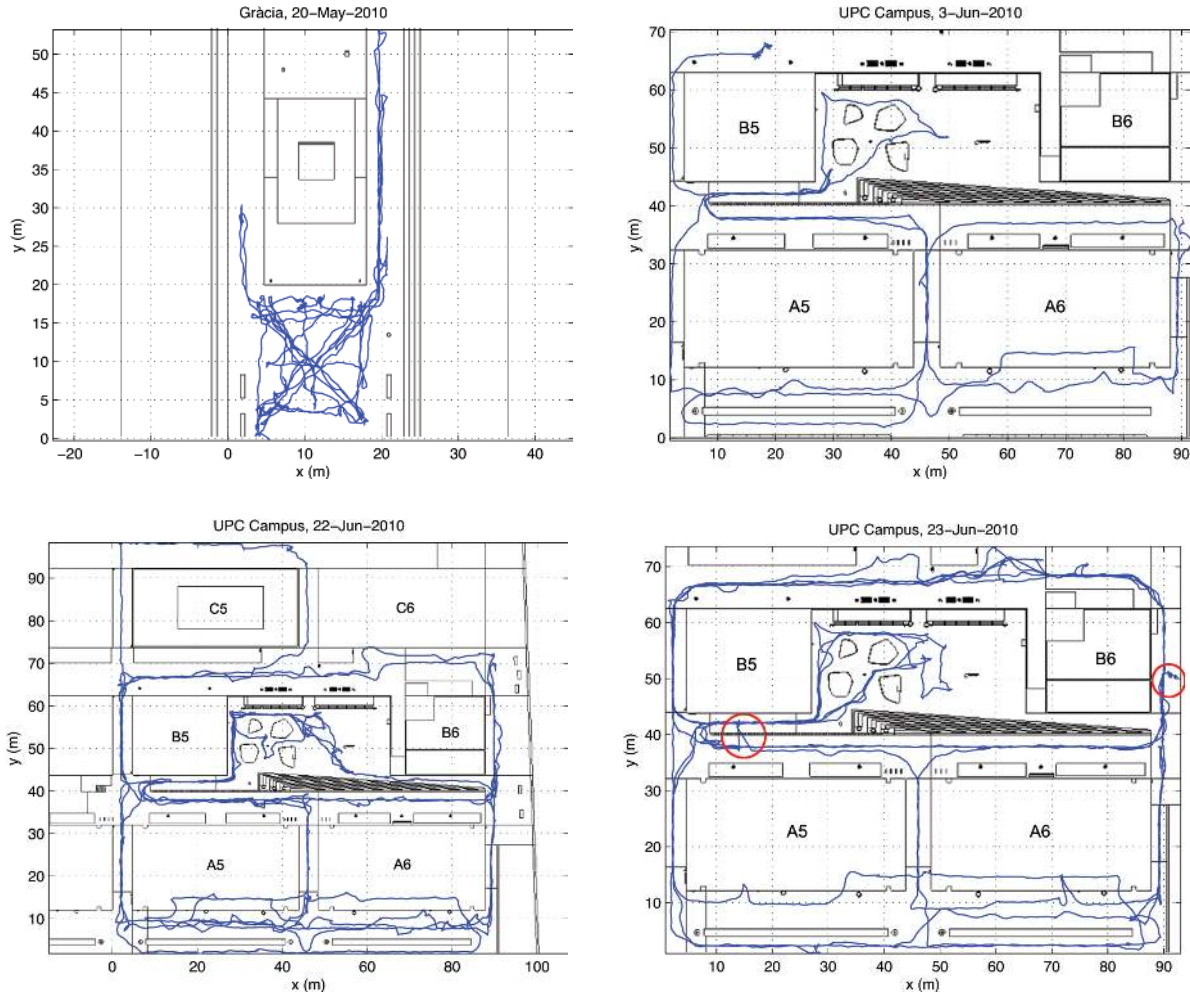 Gràcia, 20-May-2010
50
45
40
35
30
25
20
15
10
5
0
y (m)
-20 -10 0 10 20 30 40
x (m)
UPC Campus, 3-Jun-2010
70
60
50
40
30
20
10
0
y (m)
B5
B6
A5
A6
10 20 30 40 50 60 70 80 90
x (m)
UPC Campus, 22-Jun-2010
90
80
70
60
50
40
30
20
10
y (m)
C5
C6
B5
B6
A5
A6
0 20 40 60 80 100
x (m)
UPC Campus, 23-Jun-2010
70
60
50
40
30
20
10
y (m)
B5
B6
A5
A6
10 20 30 40 50 60 70 80 90
x (m)